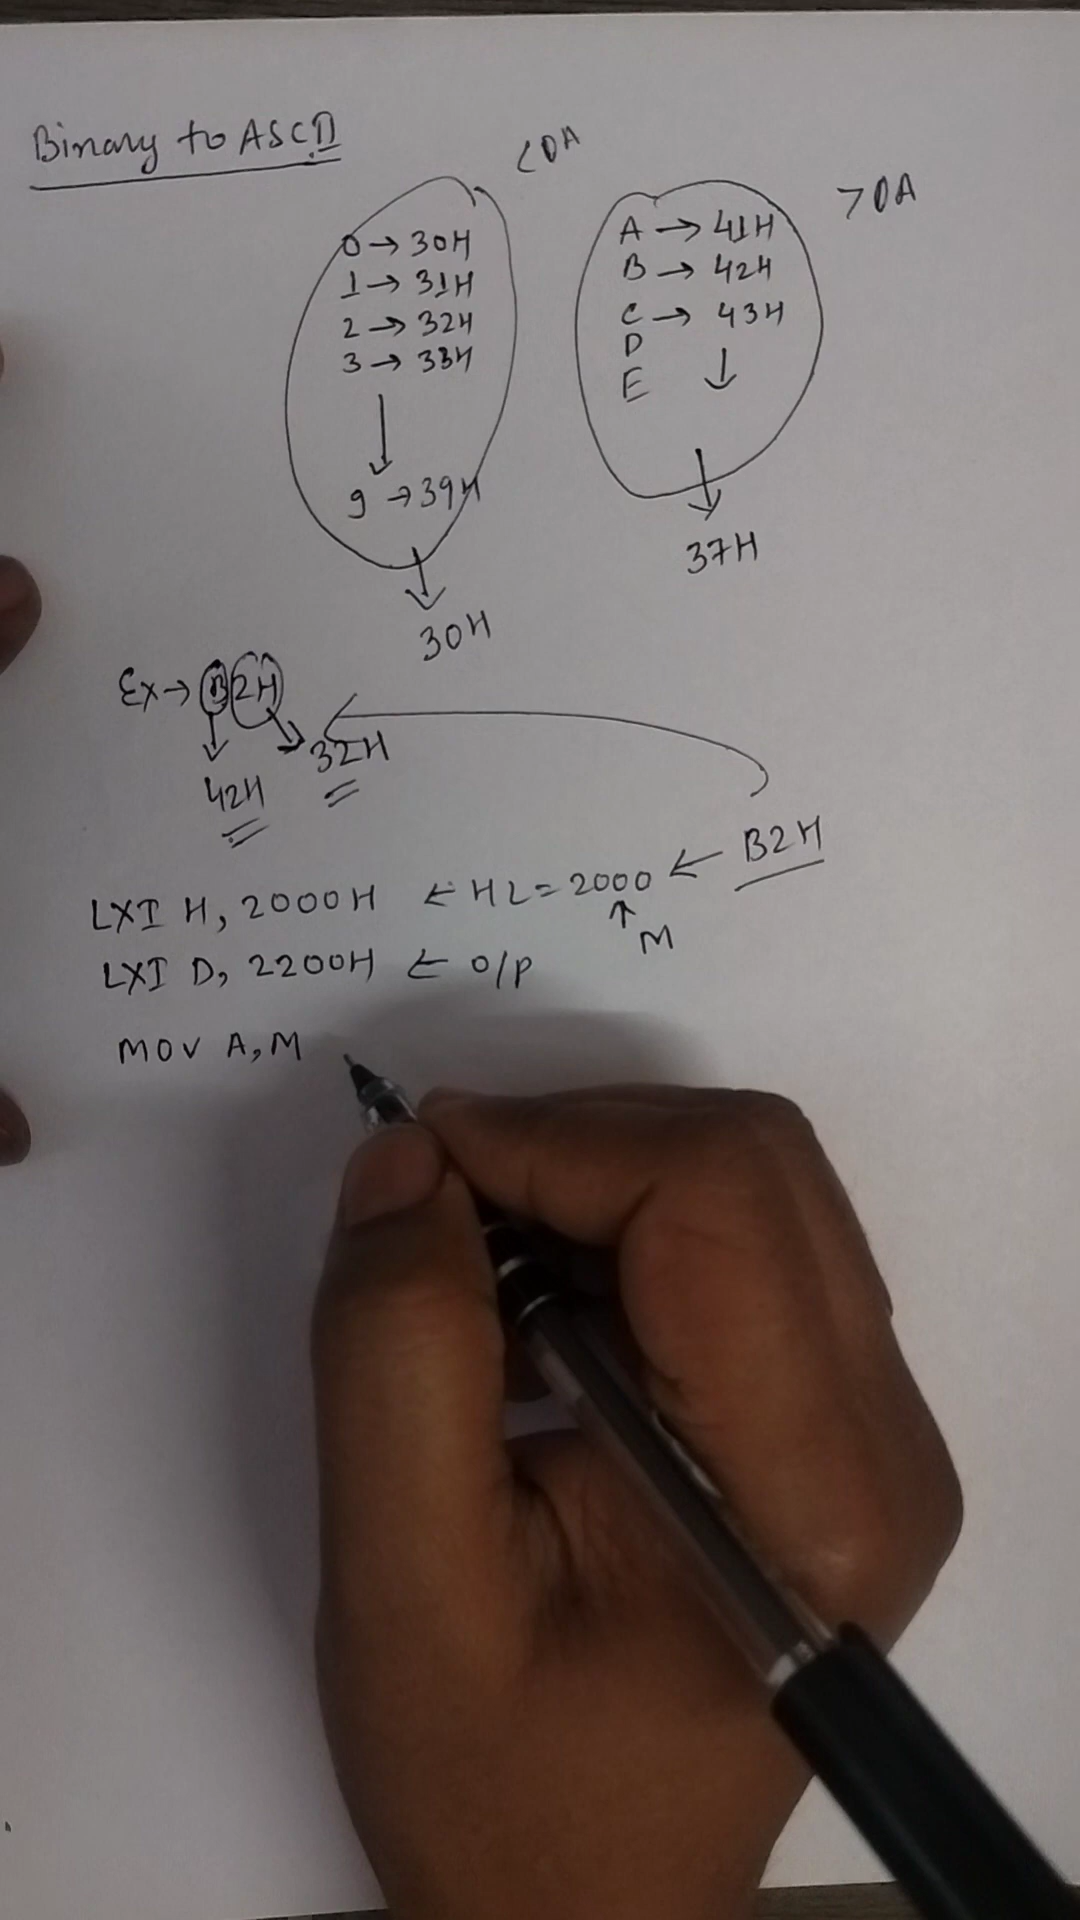 Binary to ASCII
<0A
>0A
0→30H
1→31H
2→32H
3→33H
↓
9→39H
↓
30H
A→41H
B→42H
C→43H
D
E ↓
↓
37H
Ex→B2H
42H
32H
B2H
LXI H, 2000H ← HL=2000 ←
↑
M
LXI D, 2200H ← O/P
MOV A,M